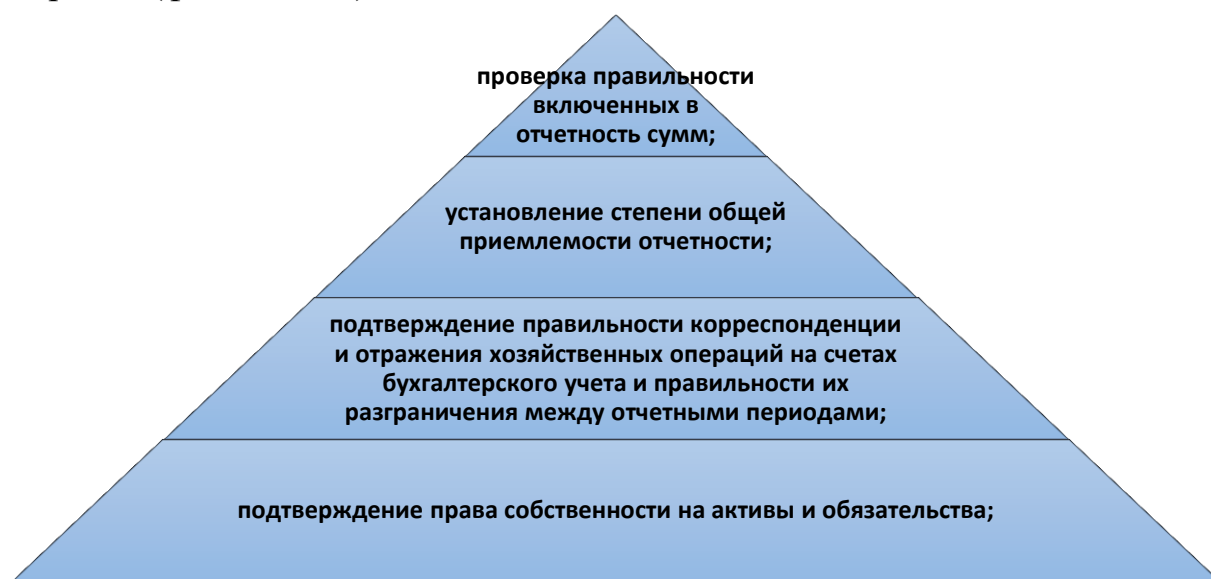 проверка правильности
включенных в
отчетность сумм;
установление степени общей
приемлемости отчетности;
подтверждение правильности корреспонденции
и отражения хозяйственных операций на счетах
бухгалтерского учета и правильности их
разграничения между отчетными периодами;
подтверждение права собственности на активы и обязательства;